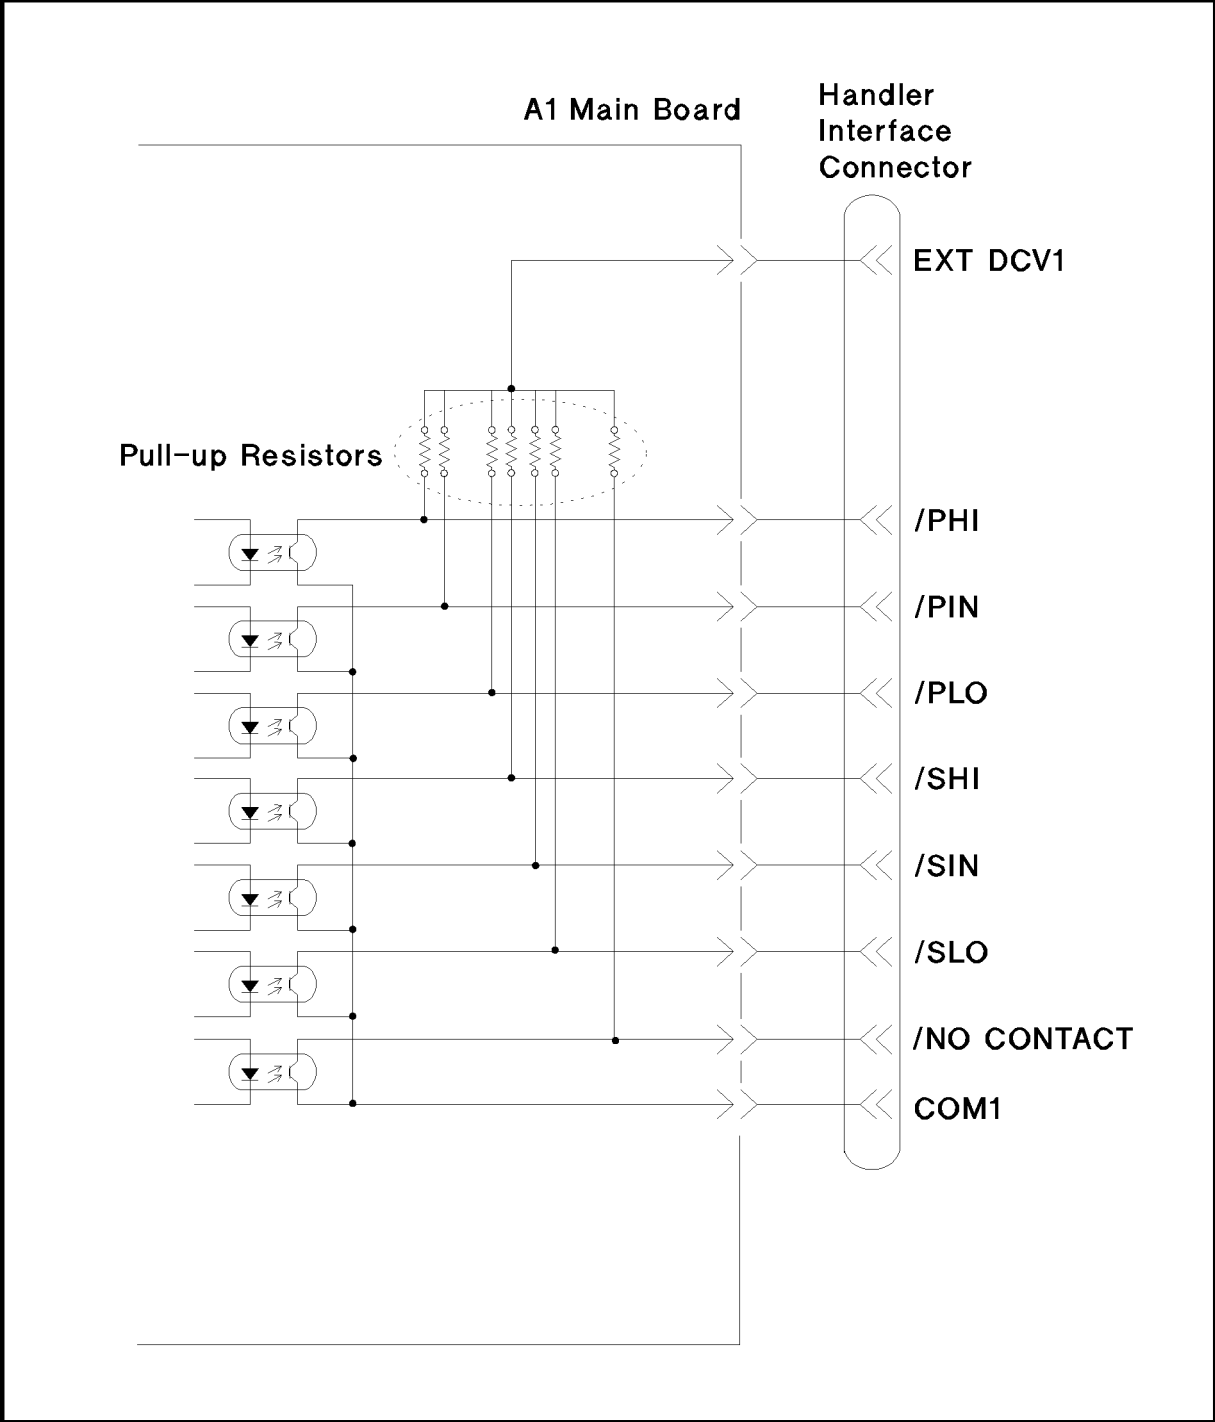 A1 Main Board
Handler
Interface
Connector
EXT DCV1
Pull-up Resistors
/PHI
/PIN
/PLO
/SHI
/SIN
/SLO
/NO CONTACT
COM1